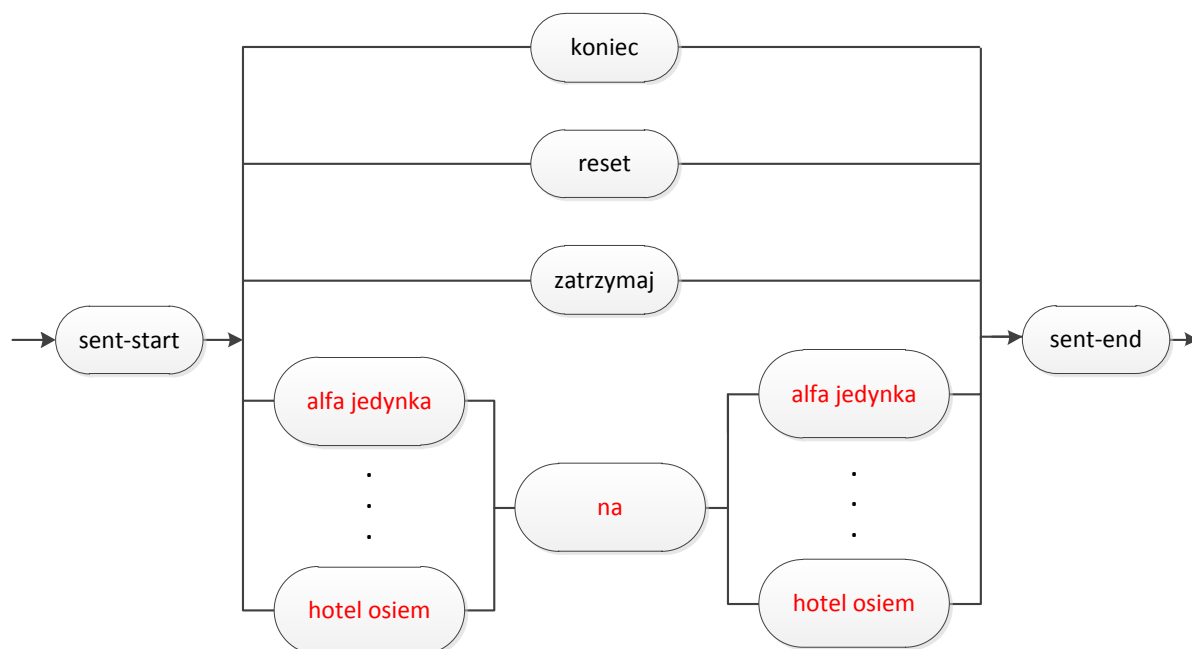 koniec
reset
zatrzymaj
sent-start
sent-end
alfa jedynka
alfa jedynka
na
hotel osiem
hotel osiem